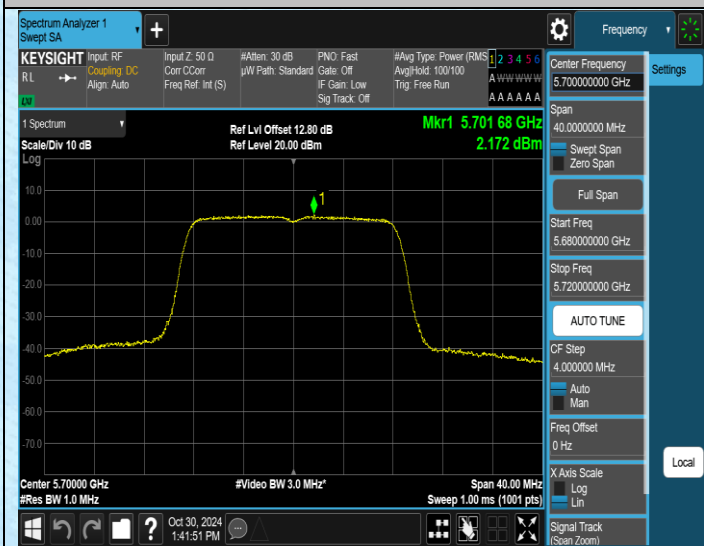 Spectrum Analyzer 1
Swept SA
+
Frequency
KEYSIGHT
R L
Input: RF
Coupling: DC
Align: Auto
Input Z: 50 Ω
Corr CCorr
Freq Ref: Int (S)
#Atten: 30 dB
µW Path: Standard
PNO: Fast
Gate: Off
IF Gain: Low
Sig Track: Off
#Avg Type: Power (RMS
Avg|Hold: 100/100
Trig: Free Run
1 2 3 4 5 6
A W W W W W
A A A A A A
1 Spectrum
Scale/Div 10 dB
Log
Ref Lvl Offset 12.80 dB
Ref Level 20.00 dBm
Mkr1 5.701 68 GHz
2.172 dBm
1
10.0
0.00
-10.0
-20.0
-30.0
-40.0
-50.0
-60.0
-70.0
Center 5.70000 GHz
#Res BW 1.0 MHz
#Video BW 3.0 MHz*
Span 40.00 MHz
Sweep 1.00 ms (1001 pts)
Center Frequency
5.700000000 GHz
Settings
Span
40.0000000 MHz
Swept Span
Zero Span
Full Span
Start Freq
5.680000000 GHz
Stop Freq
5.720000000 GHz
AUTO TUNE
CF Step
4.000000 MHz
Auto
Man
Freq Offset
0 Hz
X Axis Scale
Log
Lin
Signal Track
(Span Zoom)
Local
?
Oct 30, 2024
1:41:51 PM